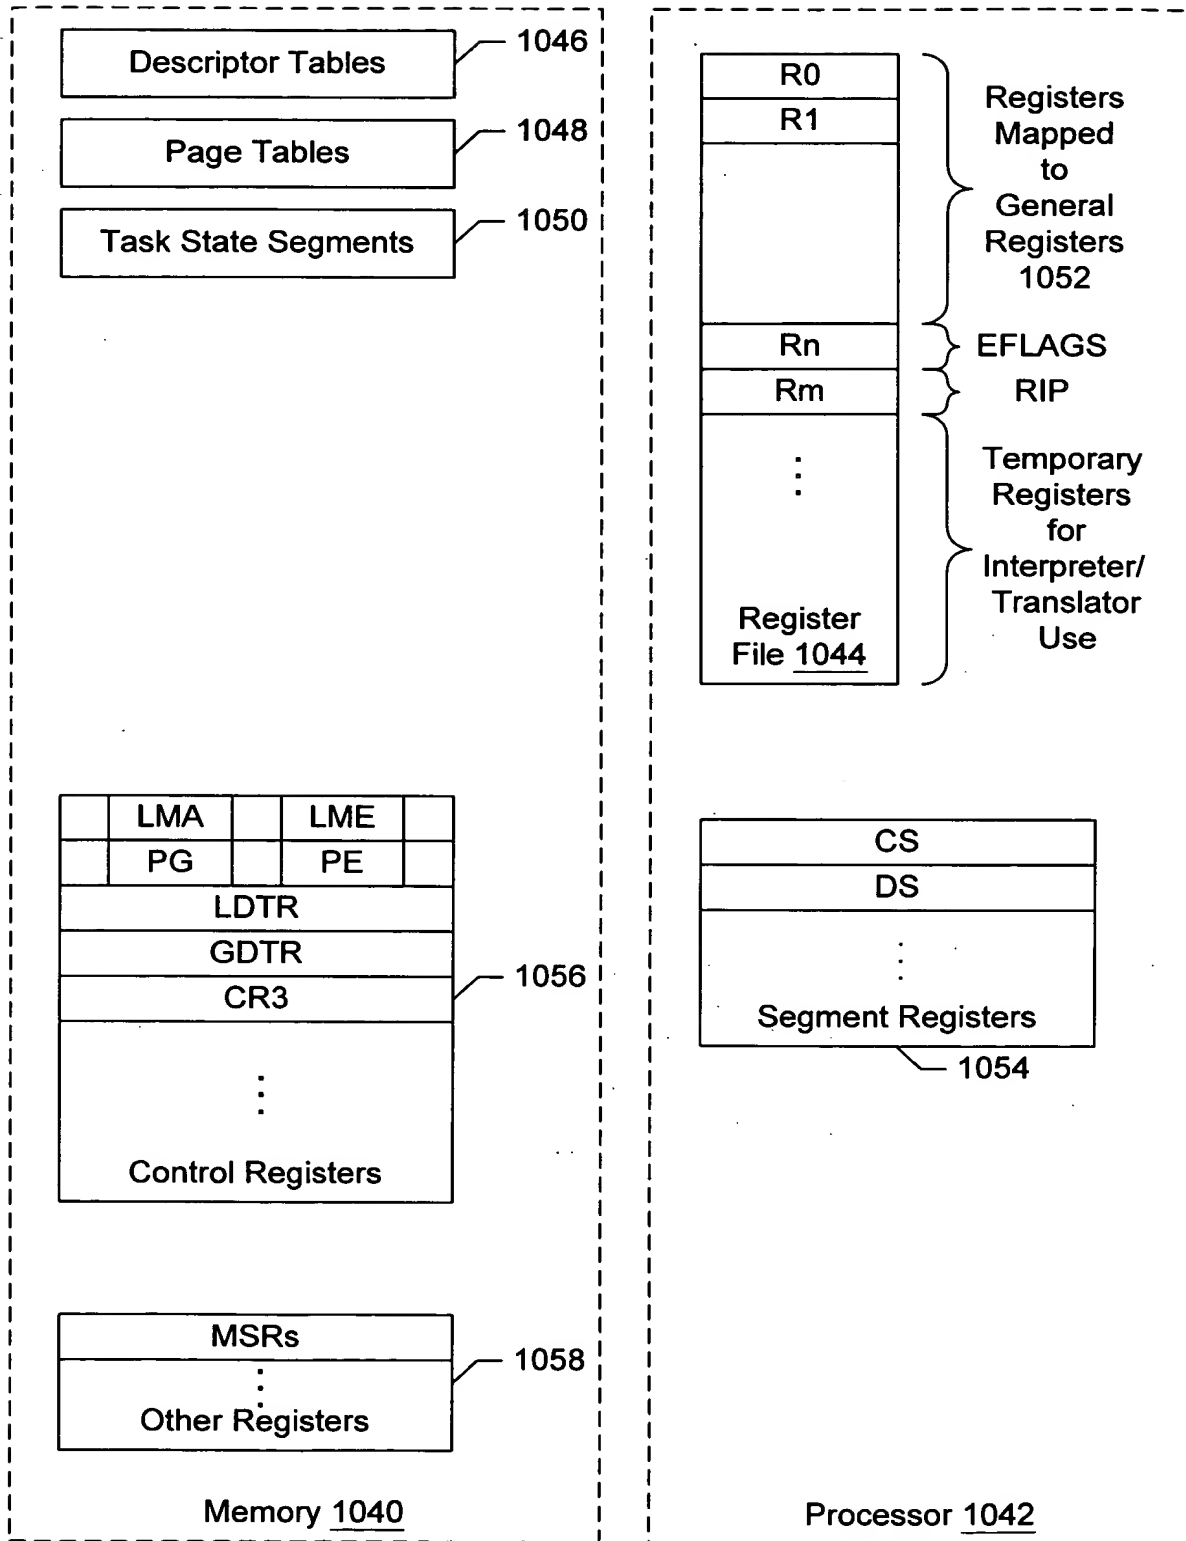 Descriptor Tables
1046
Page Tables
1048
Task State Segments
1050
LMA
LME
PG
PE
LDTR
GDTR
CR3
1056
Control Registers
MSRs
1058
Other Registers
Memory 1040
R0
R1
Registers
Mapped
to
General
Registers
1052
Rn
EFLAGS
Rm
RIP
Temporary
Registers
for
Interpreter/
Translator
Use
Register
File 1044
CS
DS
Segment Registers
1054
Processor 1042